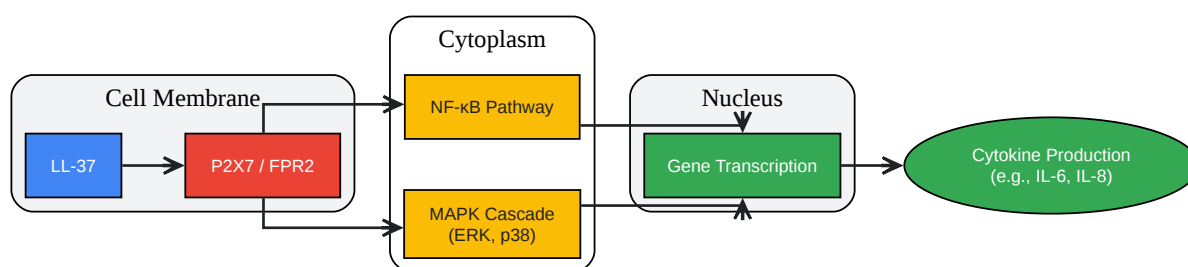 Cell Membrane
LL-37
P2X7 / FPR2
Cytoplasm
NF-κB Pathway
MAPK Cascade
(ERK, p38)
Nucleus
Gene Transcription
Cytokine Production
(e.g., IL-6, IL-8)